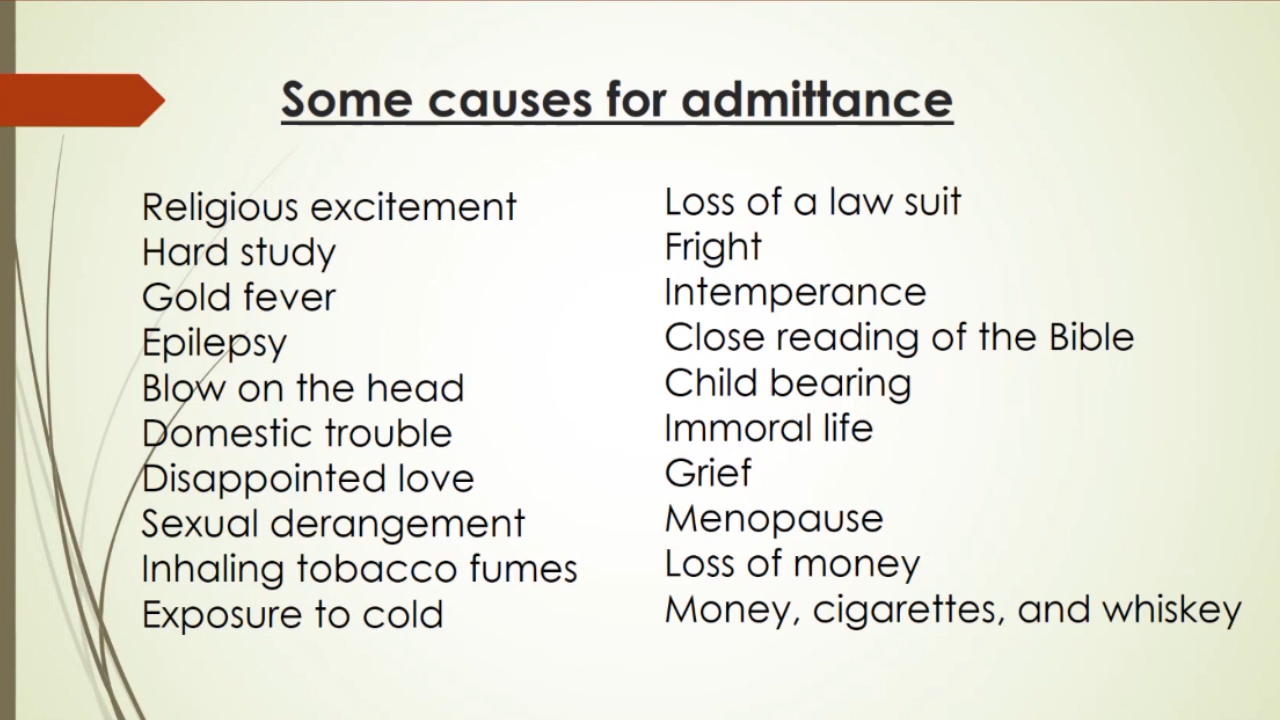 Some causes for admittance
Religious excitement
Hard study
Gold fever
Epilepsy
Blow on the head
Domestic trouble
Disappointed love
Sexual derangement
Inhaling tobacco fumes
Exposure to cold
Loss of a law suit
Fright
Intemperance
Close reading of the Bible
Child bearing
Immoral life
Grief
Menopause
Loss of money
Money, cigarettes, and whiskey